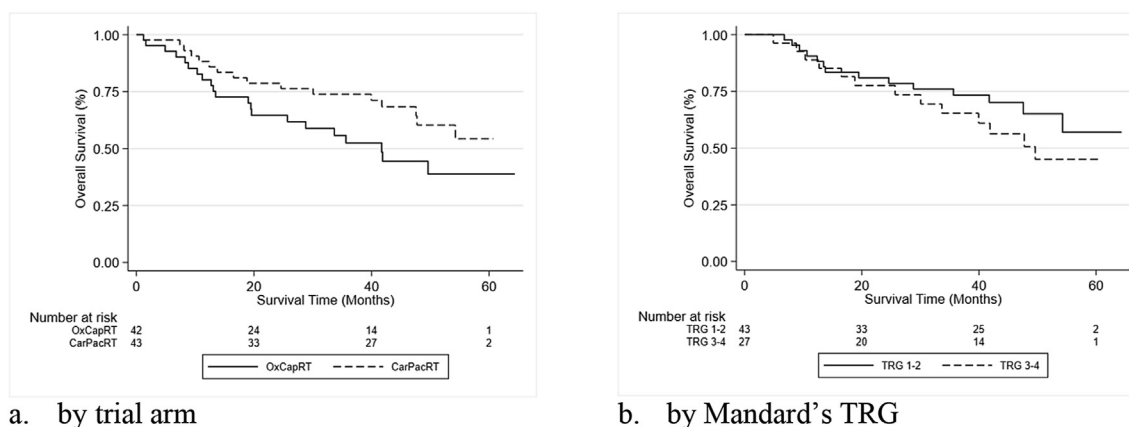 1.00
0.75
0.50
0.25
0.00
Overall Survival (%)
0 20 40 60
Survival Time (Months)
Number at risk
OxCapRT 42 24 14 1
CarPacRT 43 33 27 2
OxCapRT CarPacRT
a. by trial arm
1.00
0.75
0.50
0.25
0.00
Overall Survival (%)
0 20 40 60
Survival Time (Months)
Number at risk
TRG 1-2 43 33 25 2
TRG 3-4 27 20 14 1
TRG 1-2 TRG 3-4
b. by Mandard's TRG